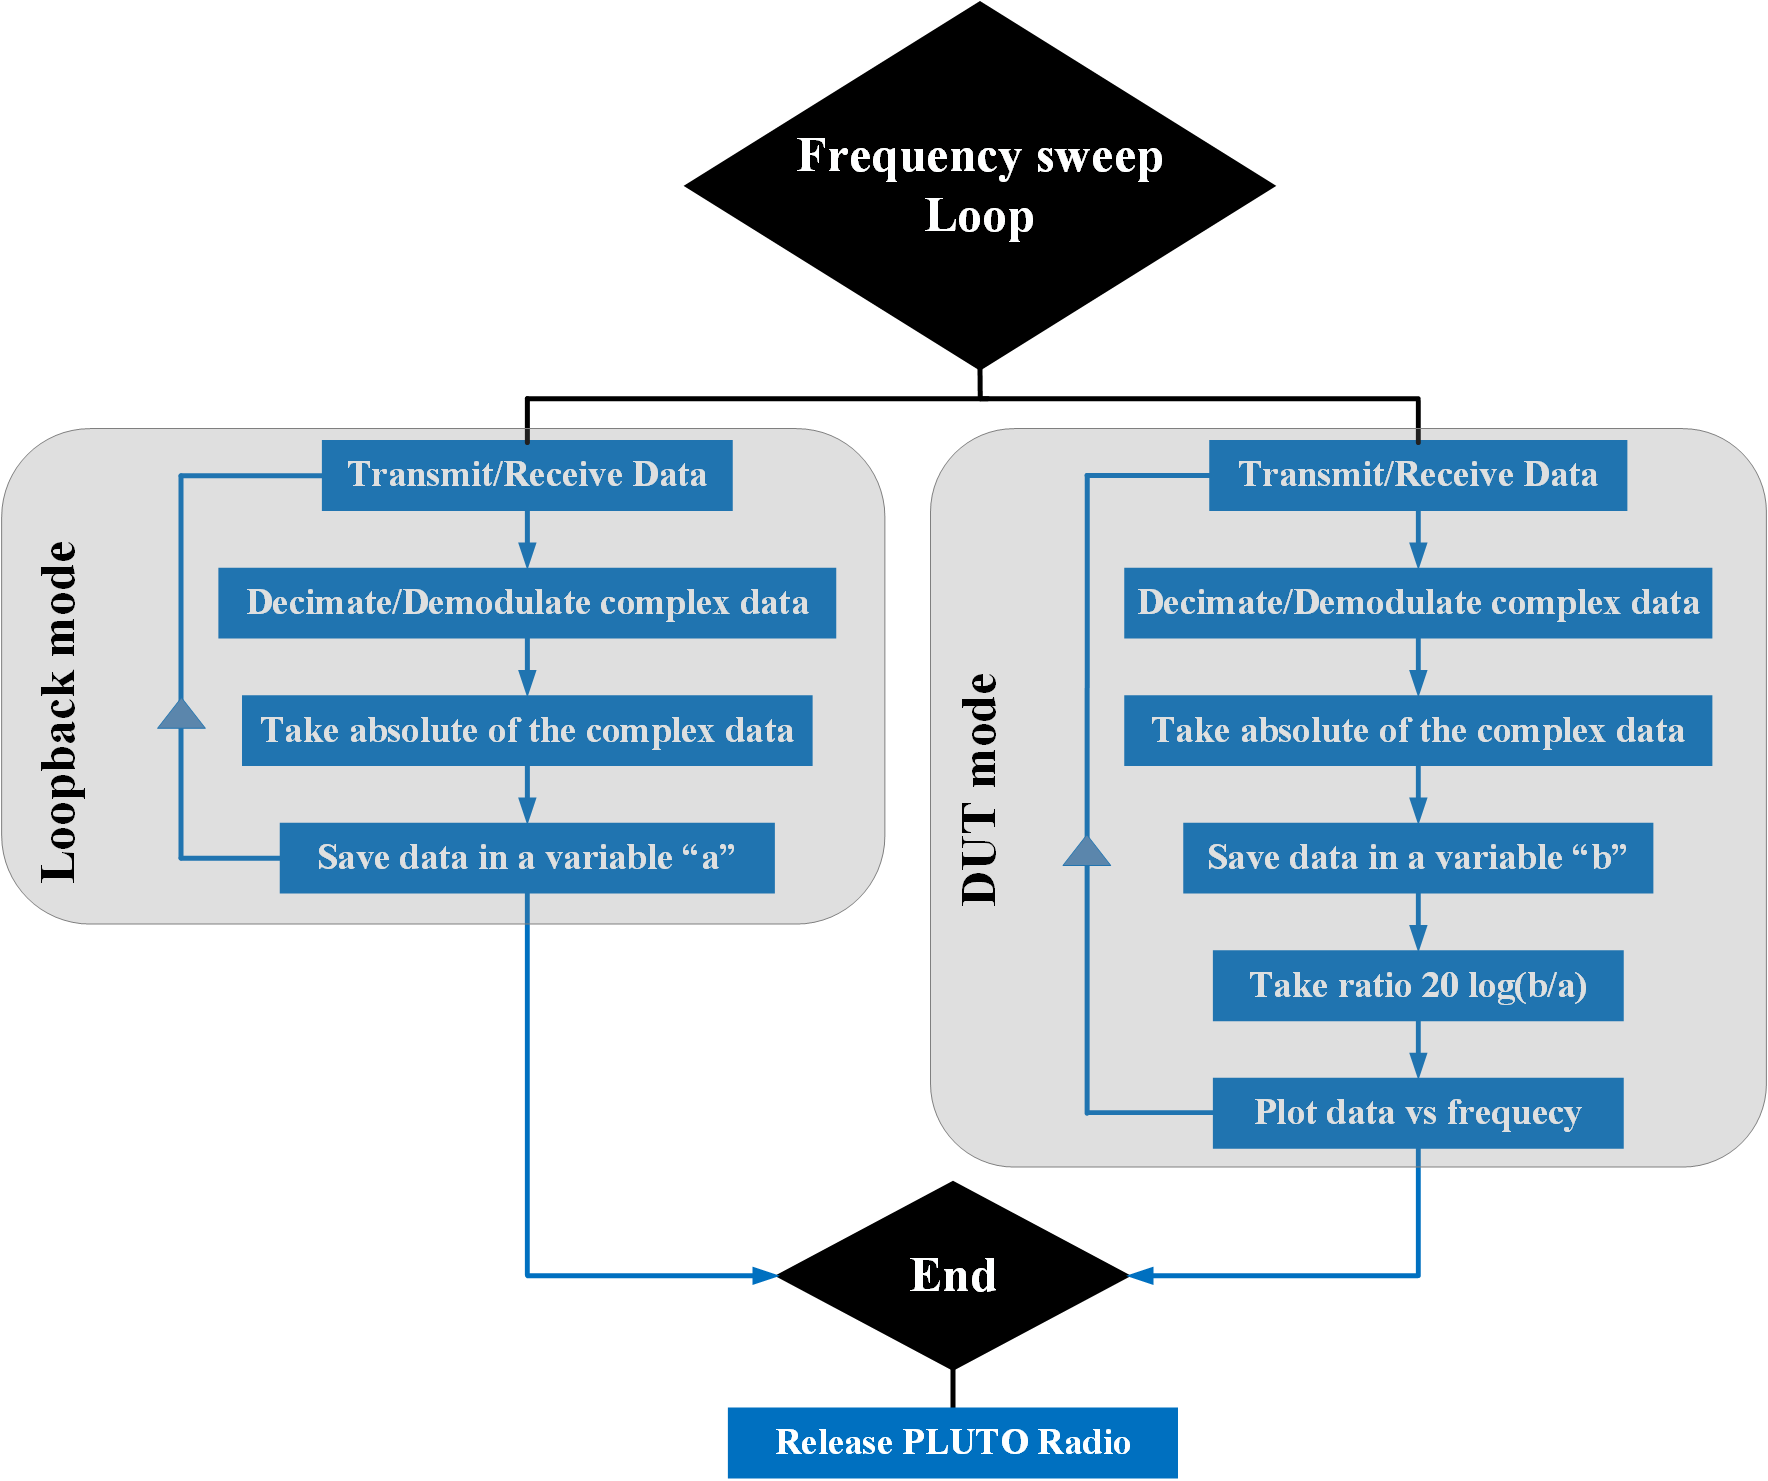 Frequency sweep
Loop
Loopback mode
Transmit/Receive Data
Decimate/Demodulate complex data
Take absolute of the complex data
Save data in a variable “a”
DUT mode
Transmit/Receive Data
Decimate/Demodulate complex data
Take absolute of the complex data
Save data in a variable “b”
Take ratio 20 log(b/a)
Plot data vs frequecy
End
Release PLUTO Radio